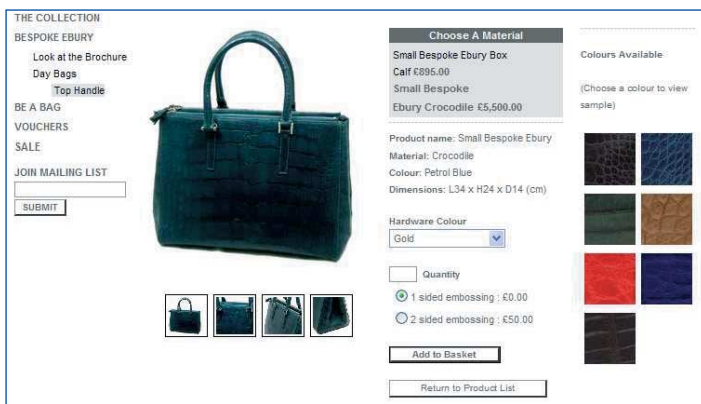 THE COLLECTION
BESPOKE EBURY
Look at the Brochure
Day Bags
Top Handle
BE A BAG
VOUCHERS
SALE
JOIN MAILING LIST
SUBMIT
Choose A Material
Small Bespoke Ebury Box
Calf £895.00
Small Bespoke
Ebury Crocodile £5,500.00
Product name: Small Bespoke Ebury
Material: Crocodile
Colour: Petrol Blue
Dimensions: L34 x H24 x D14 (cm)
Hardware Colour
Gold
Quantity
1 sided embossing : £0.00
2 sided embossing : £50.00
Add to Basket
Return to Product List
Colours Available
(Choose a colour to view
sample)